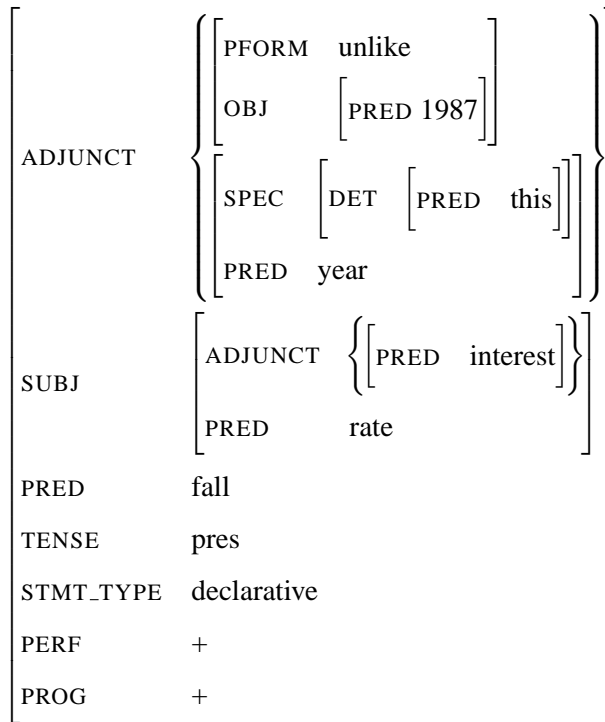 PFORM unlike
OBJ [PRED 1987]
ADJUNCT
SPEC [DET [PRED this]]
PRED year
ADJUNCT {[PRED interest]}
SUBJ
PRED rate
PRED fall
TENSE pres
STMT_TYPE declarative
PERF +
PROG +